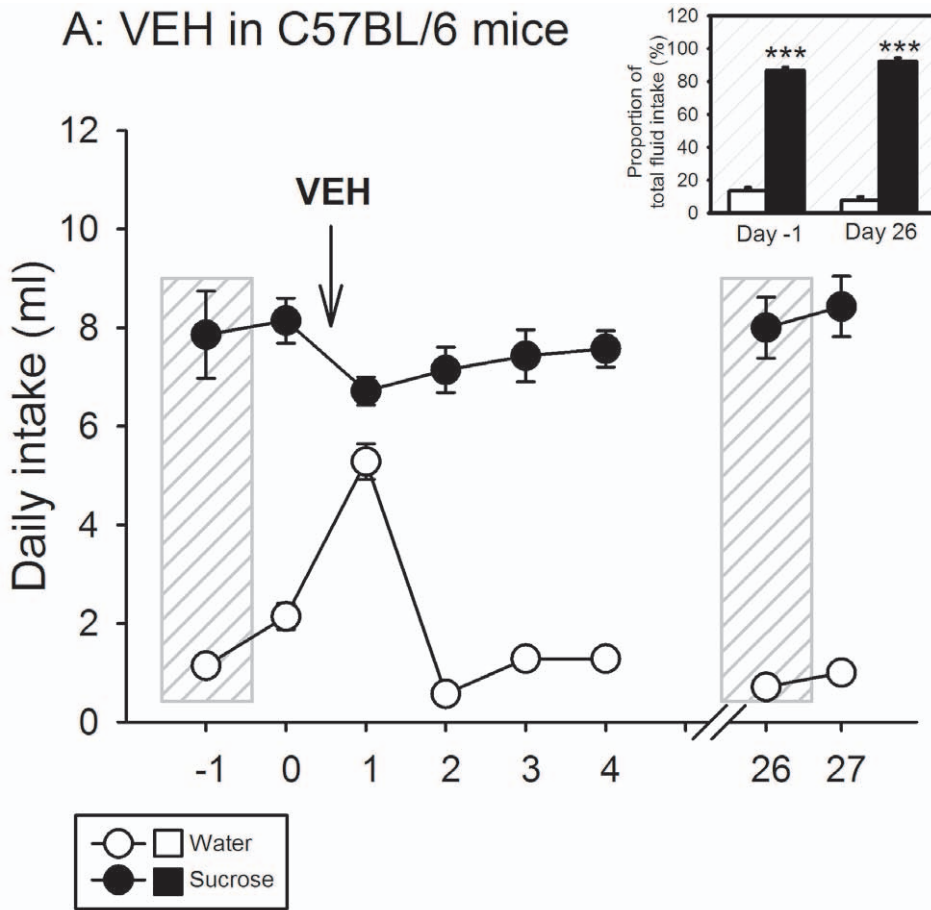 A: VEH in C57BL/6 mice
120
100
80
60
40
20
0
Proportion of
total fluid intake (%)
***
***
Day -1
Day 26
12
10
8
6
4
2
0
Daily intake (ml)
VEH
-1 0 1 2 3 4 26 27
Water
Sucrose